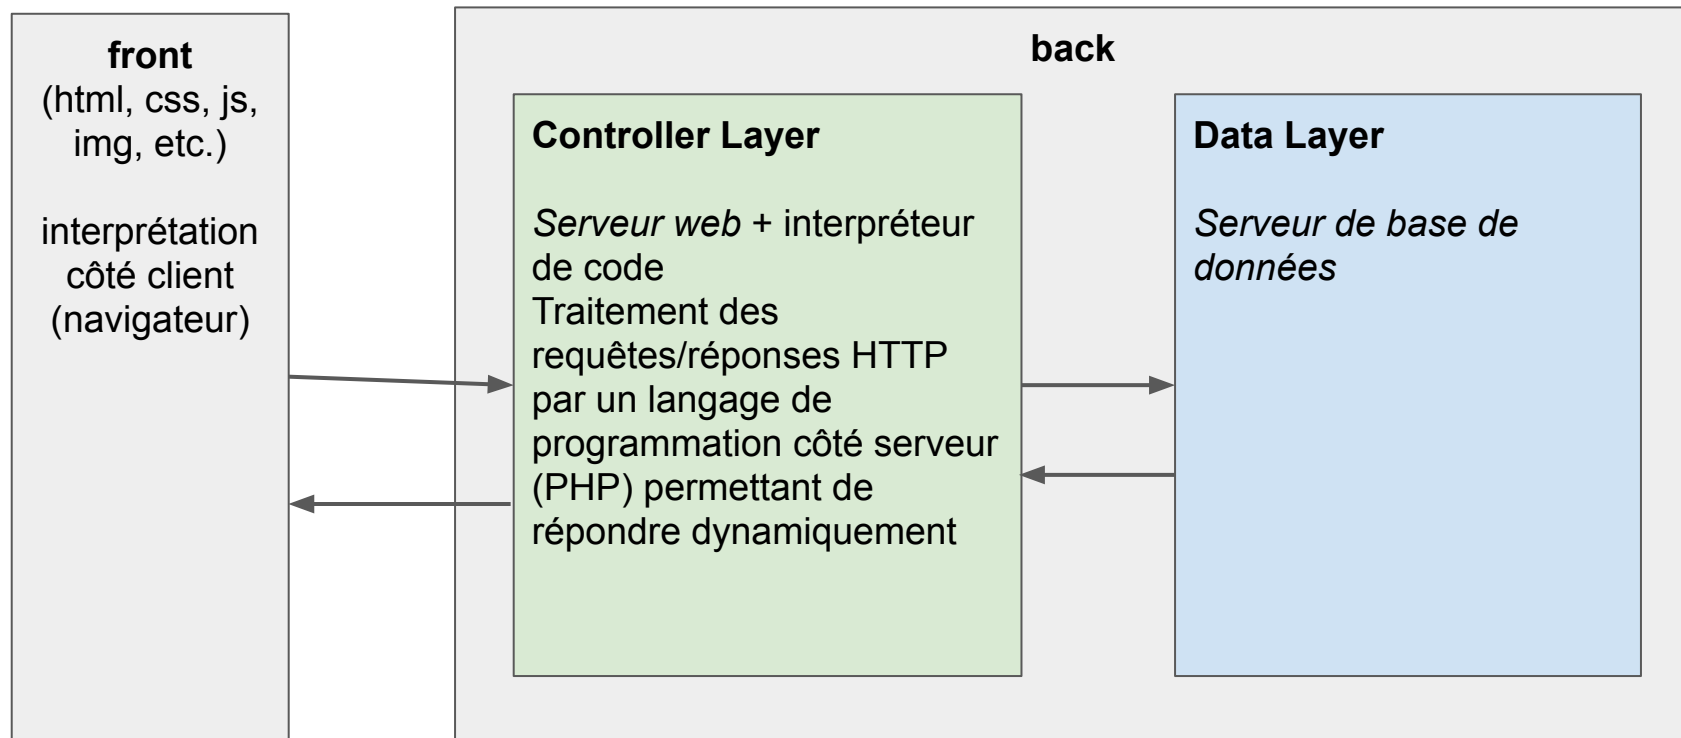 front
(html, css, js,
img, etc.)
interprétation
côté client
(navigateur)
back
Controller Layer
Serveur web + interpréteur
de code
Traitement des
requêtes/réponses HTTP
par un langage de
programmation côté serveur
(PHP) permettant de
répondre dynamiquement
Data Layer
Serveur de base de
données